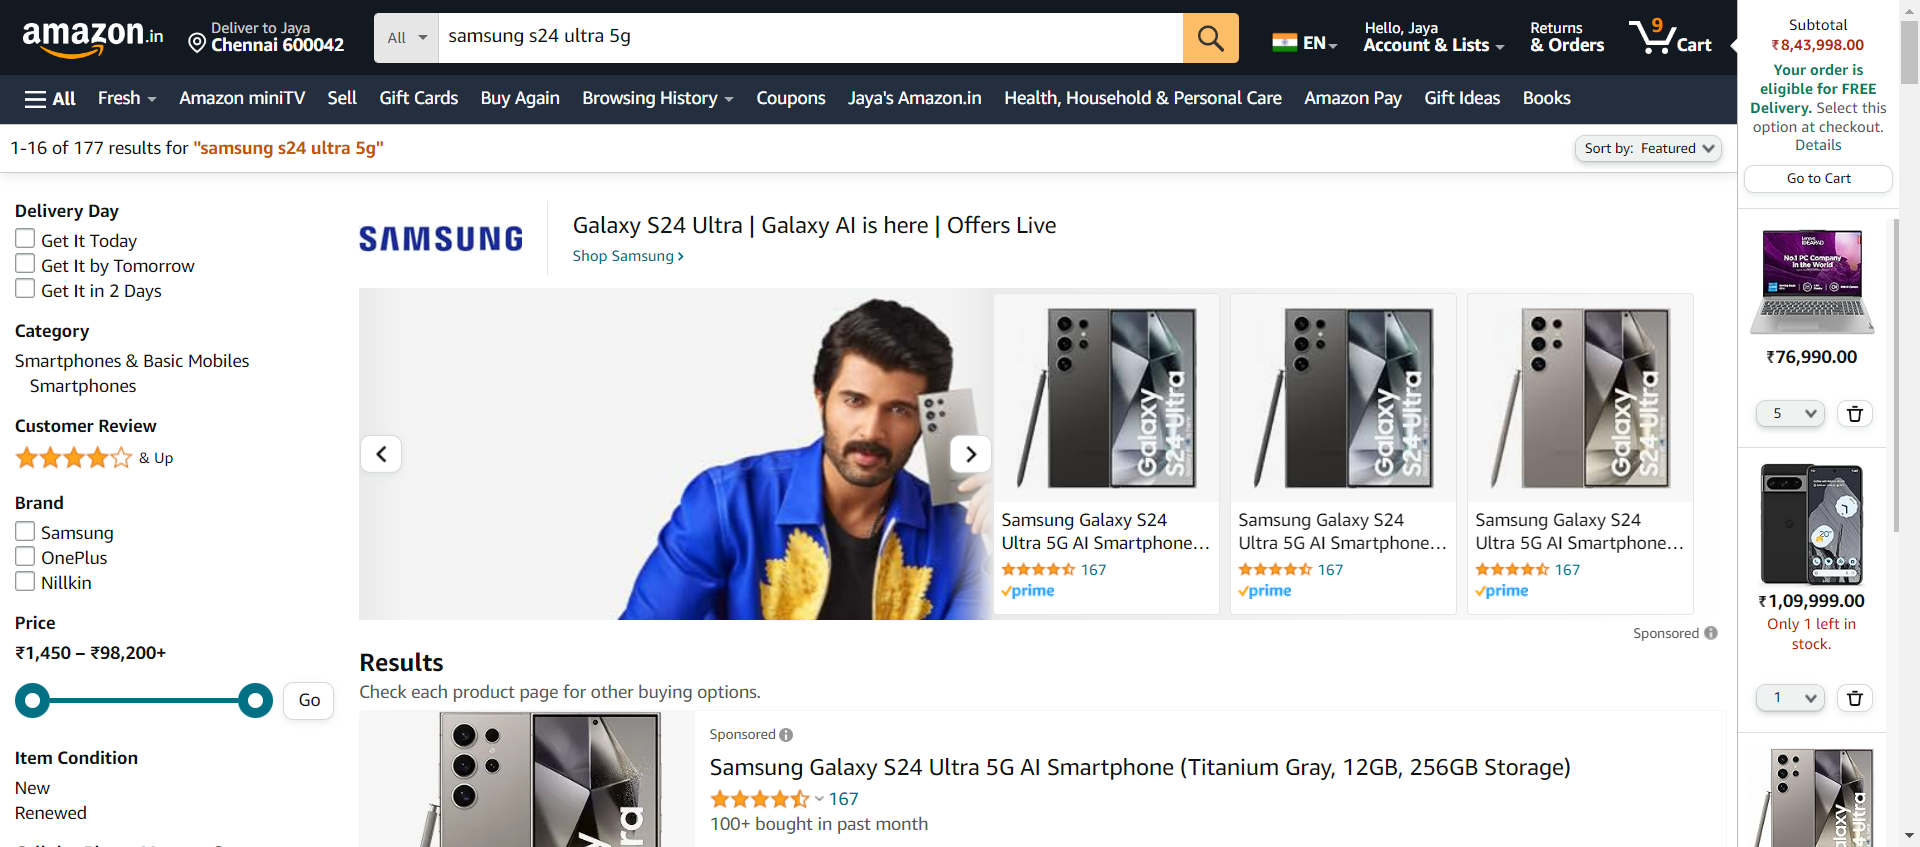 amazon.in
Deliver to Jaya
Chennai 600042
All
samsung s24 ultra 5g
EN
Hello, Jaya
Account & Lists
Returns
& Orders
9
Cart
All
Fresh
Amazon miniTV
Sell
Gift Cards
Buy Again
Browsing History
Coupons
Jaya's Amazon.in
Health, Household & Personal Care
Amazon Pay
Gift Ideas
Books
1-16 of 177 results for "samsung s24 ultra 5g"
Sort by: Featured
Delivery Day
Get It Today
Get It by Tomorrow
Get It in 2 Days
Category
Smartphones & Basic Mobiles
Smartphones
Customer Review
& Up
Brand
Samsung
OnePlus
Nillkin
Price
₹1,450 – ₹98,200+
Go
Item Condition
New
Renewed
SAMSUNG
Galaxy S24 Ultra | Galaxy AI is here | Offers Live
Shop Samsung ›
Galaxy
S24 Ultra
Samsung Galaxy S24
Ultra 5G AI Smartphone...
167
prime
Galaxy
S24 Ultra
Samsung Galaxy S24
Ultra 5G AI Smartphone...
167
prime
Galaxy
S24 Ultra
Samsung Galaxy S24
Ultra 5G AI Smartphone...
167
prime
Sponsored
Results
Check each product page for other buying options.
Sponsored
Samsung Galaxy S24 Ultra 5G AI Smartphone (Titanium Gray, 12GB, 256GB Storage)
167
100+ bought in past month
Subtotal
₹8,43,998.00
Your order is
eligible for FREE
Delivery. Select this
option at checkout.
Details
Go to Cart
No.1 PC Company
in the World
₹76,990.00
5
₹1,09,999.00
Only 1 left in
stock.
1